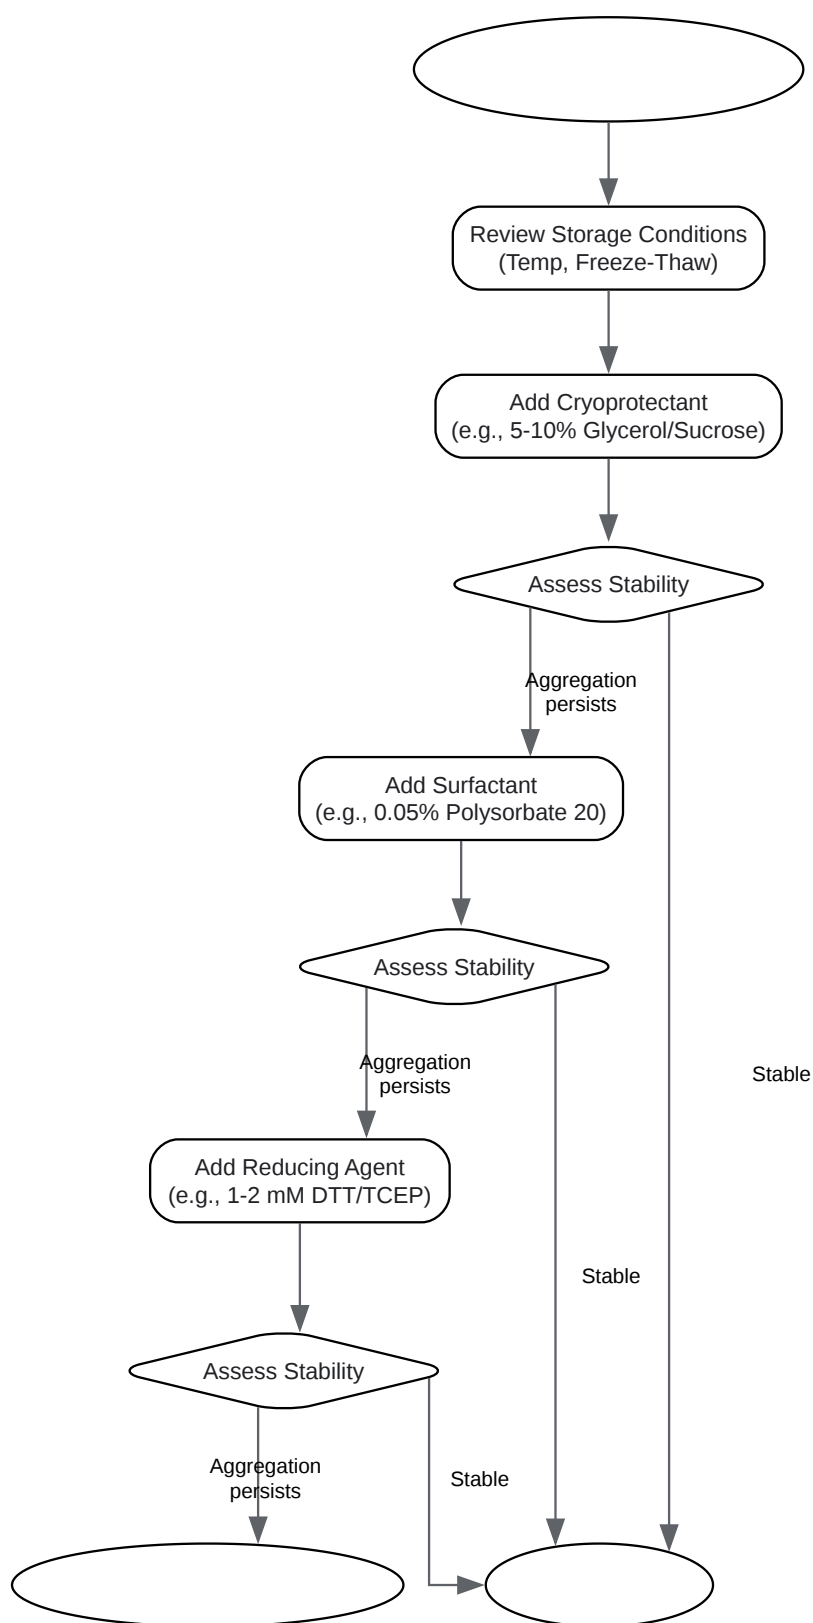 Review Storage Conditions
(Temp, Freeze-Thaw)
Add Cryoprotectant
(e.g., 5-10% Glycerol/Sucrose)
Assess Stability
Aggregation
persists
Add Surfactant
(e.g., 0.05% Polysorbate 20)
Assess Stability
Aggregation
persists
Stable
Add Reducing Agent
(e.g., 1-2 mM DTT/TCEP)
Stable
Assess Stability
Aggregation
persists
Stable